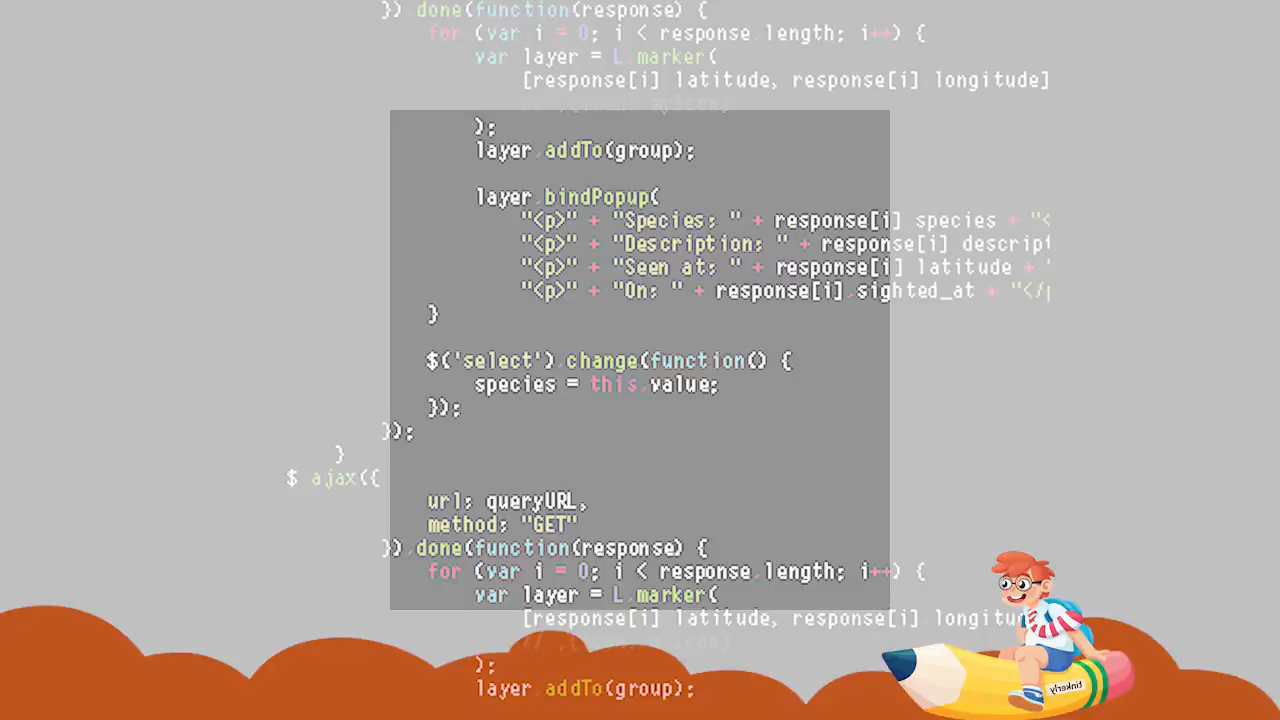 }).done(function(response) {
for (var i = 0; i < response.length; i++) {
var layer = L.marker(
[response[i].latitude, response[i].longitude]
);
layer.addTo(group);
layer.bindPopup(
"<p>" + "Species: " + response[i].species + "<
"<p>" + "Description: " + response[i].descript
"<p>" + "Seen at: " + response[i].latitude + "
"<p>" + "On: " + response[i].sighted_at + "</p
}
$('select').change(function() {
species = this.value;
});
});
}
$.ajax({
url: queryURL,
method: "GET"
}).done(function(response) {
for (var i = 0; i < response.length; i++) {
var layer = L.marker(
[response[i].latitude, response[i].longitu
);
layer.addTo(group);
tinkerly